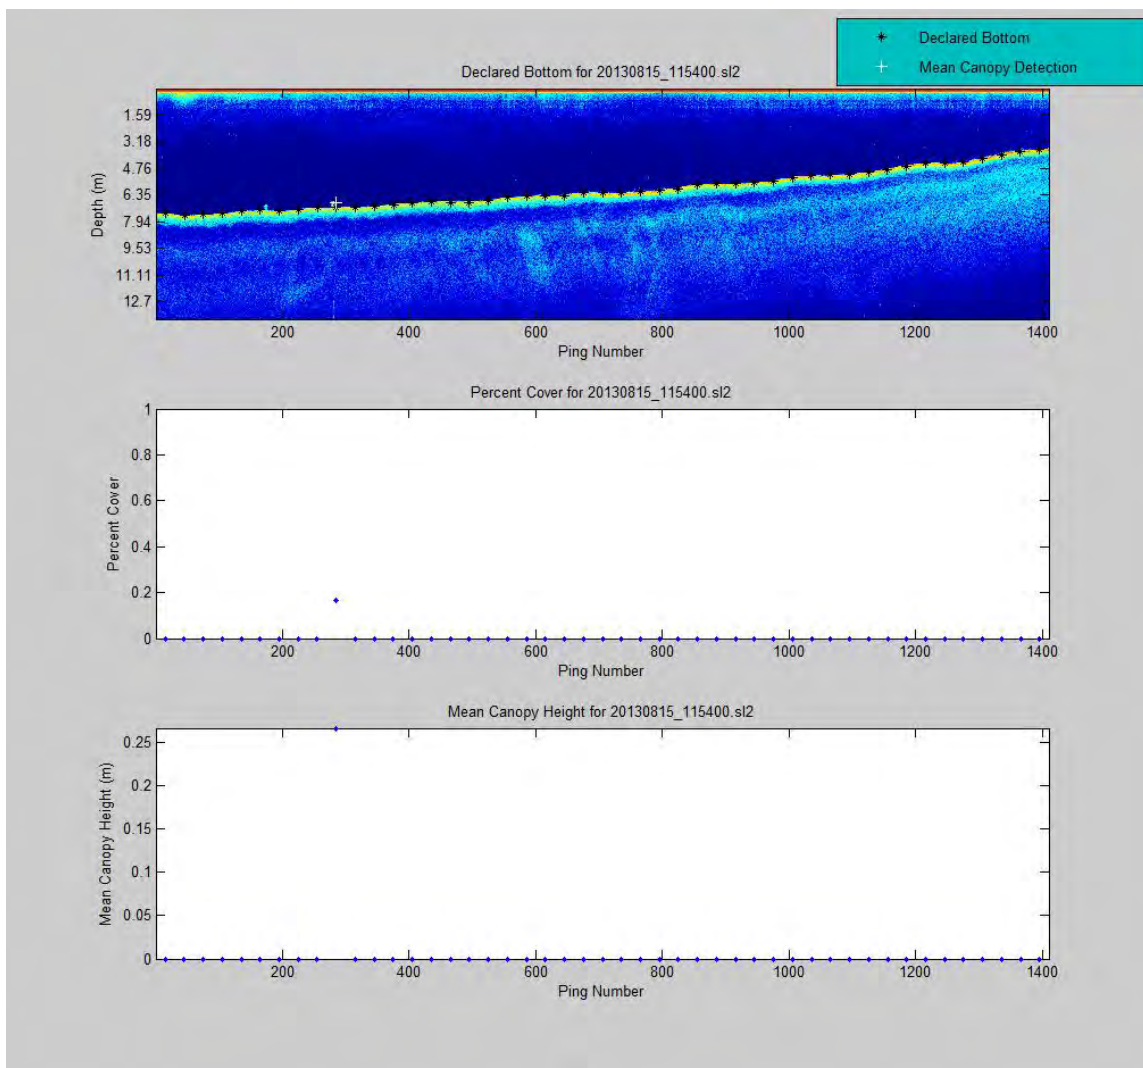 Declared Bottom
Mean Canopy Detection
Declared Bottom for 20130815_115400.sl2
Depth (m)
1.59
3.18
4.76
6.35
7.94
9.53
11.11
12.7
200 400 600 800 1000 1200 1400
Ping Number
Percent Cover for 20130815_115400.sl2
Percent Cover
1
0.8
0.6
0.4
0.2
0
200 400 600 800 1000 1200 1400
Ping Number
Mean Canopy Height for 20130815_115400.sl2
Mean Canopy Height (m)
0.25
0.2
0.15
0.1
0.05
0
200 400 600 800 1000 1200 1400
Ping Number